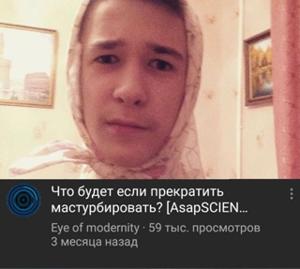 Что будет если прекратить
мастурбировать? [AsapSCIEN...
Eye of modernity · 59 тыс. просмотров
3 месяца назад